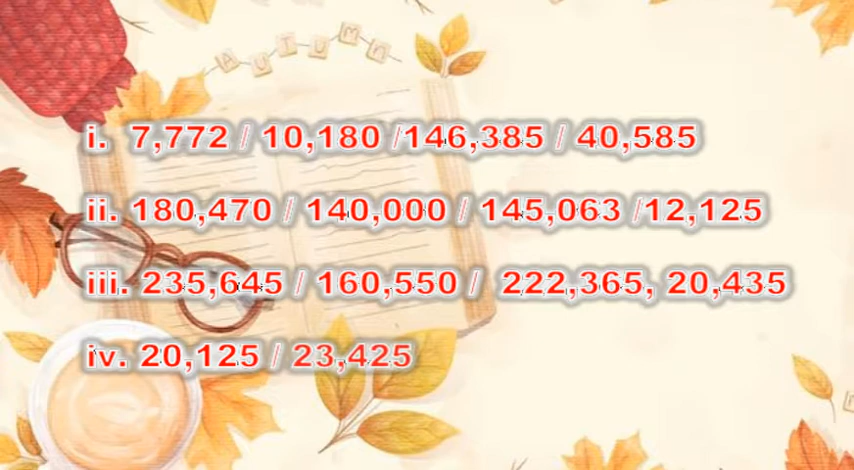 AUTUMN
i. 7,772 / 10,180 /146,385 / 40,585
ii. 180,470 / 140,000 / 145,063 /12,125
iii. 235,645 / 160,550 / 222,365, 20,435
iv. 20,125 / 23,425